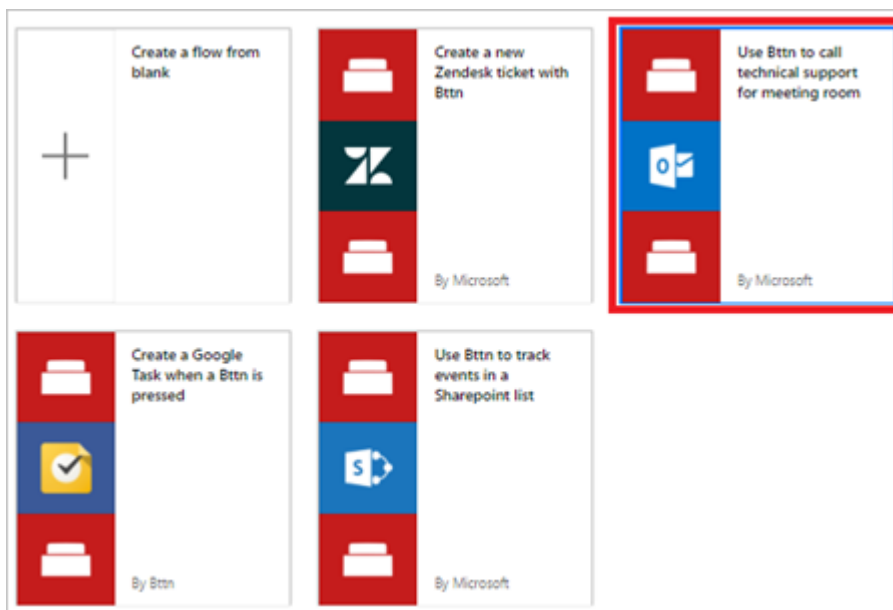 Create a flow from
blank
Create a new
Zendesk ticket with
Bttn
By Microsoft
Use Bttn to call
technical support
for meeting room
By Microsoft
Create a Google
Task when a Bttn is
pressed
By Bttn
Use Bttn to track
events in a
Sharepoint list
By Microsoft